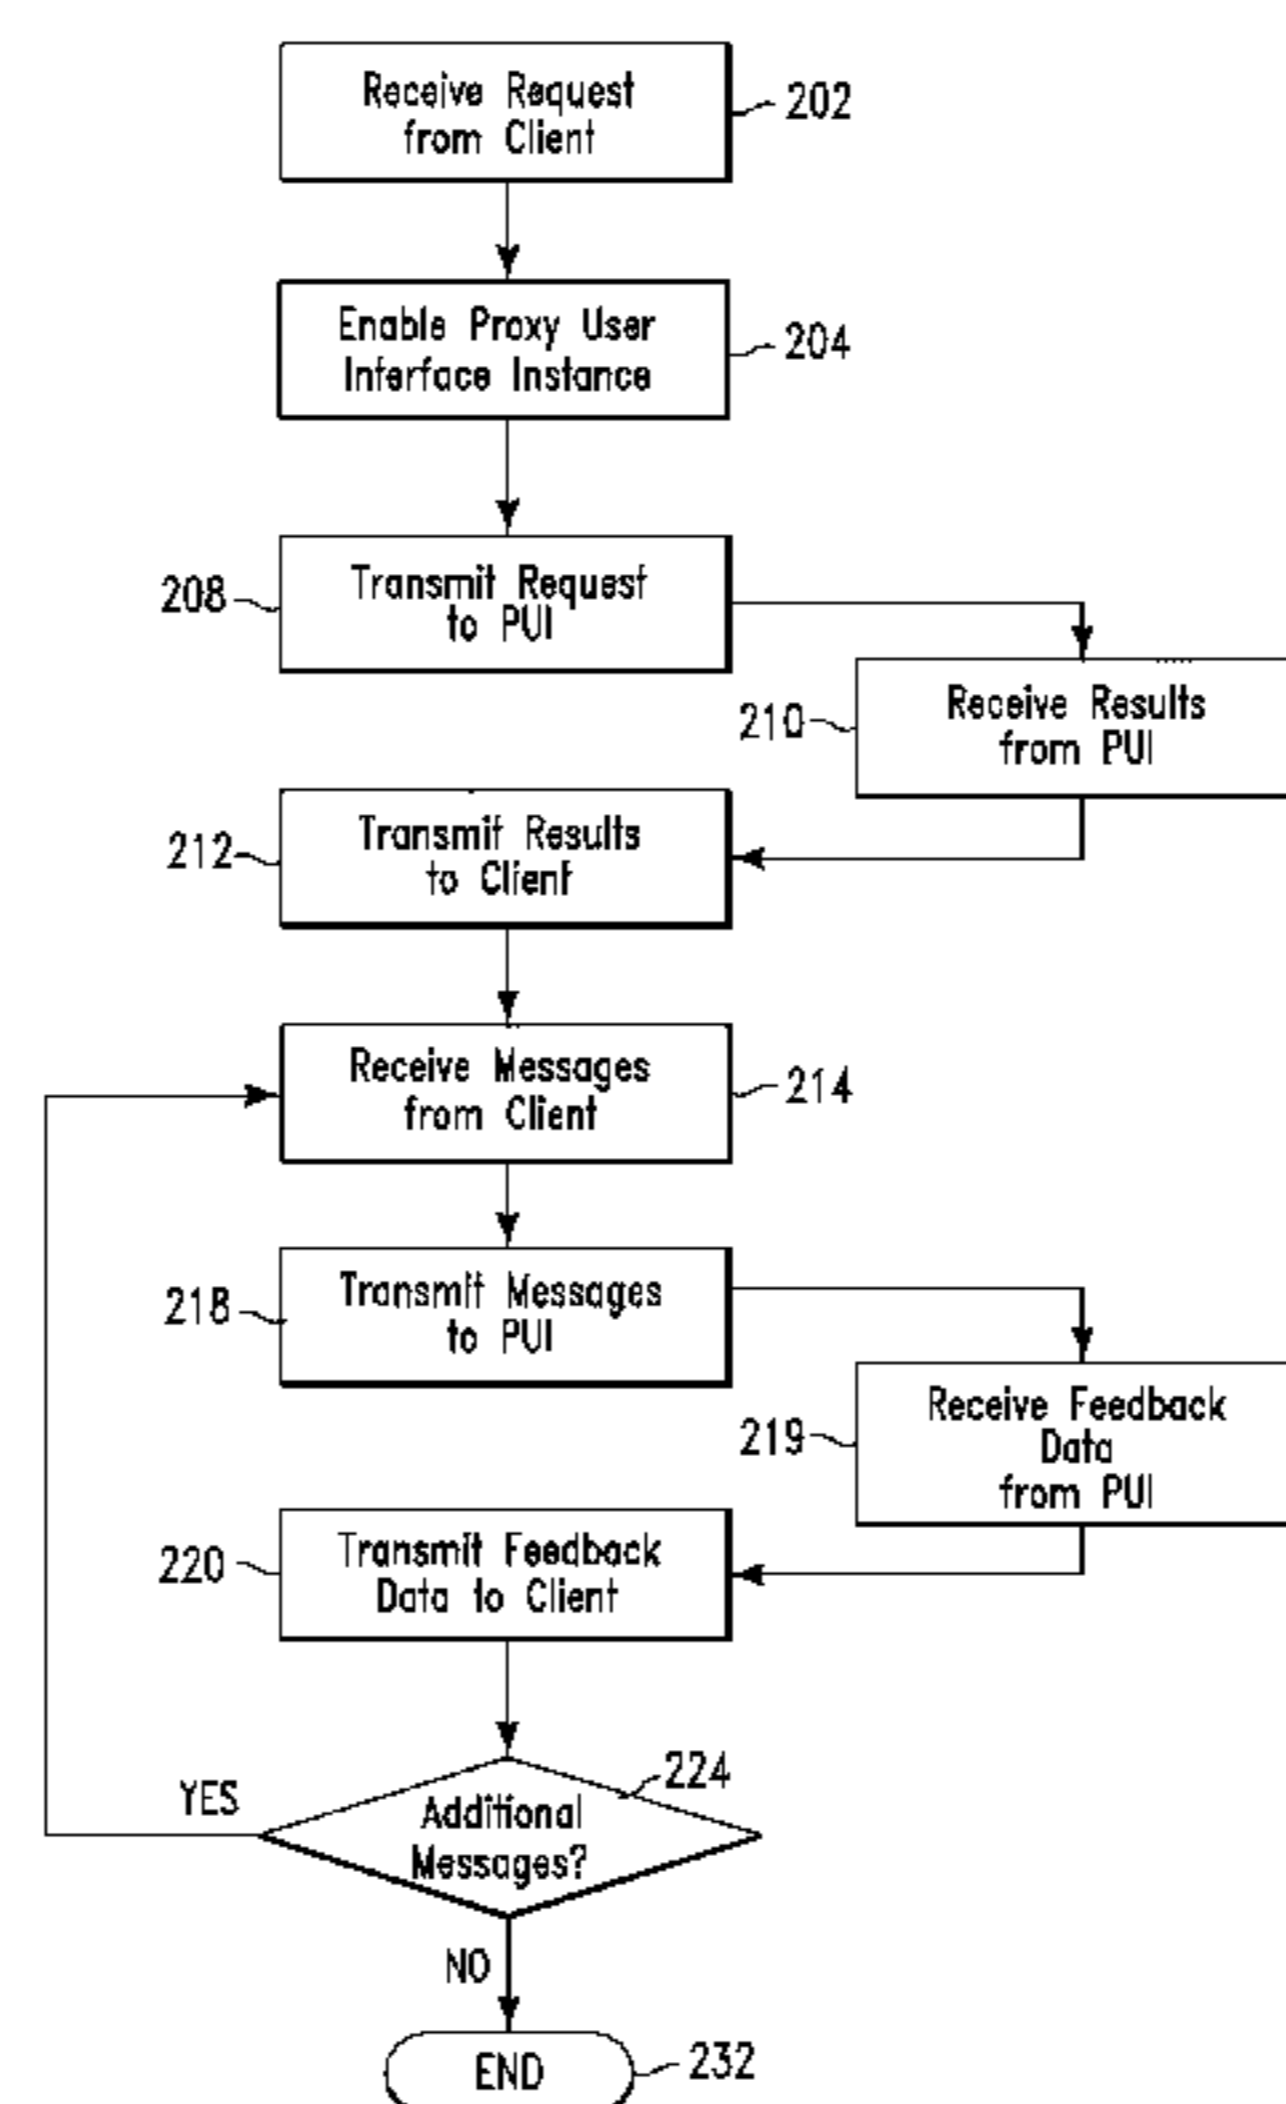 Receive Request
from Client
202
Enable Proxy User
Interface Instance
204
208
Transmit Request
to PUI
210
Receive Results
from PUI
212
Transmit Results
to Client
Receive Messages
from Client
214
218
Transmit Messages
to PUI
219
Receive Feedback
Data
from PUI
220
Transmit Feedback
Data to Client
224
YES
Additional
Messages?
NO
END
232